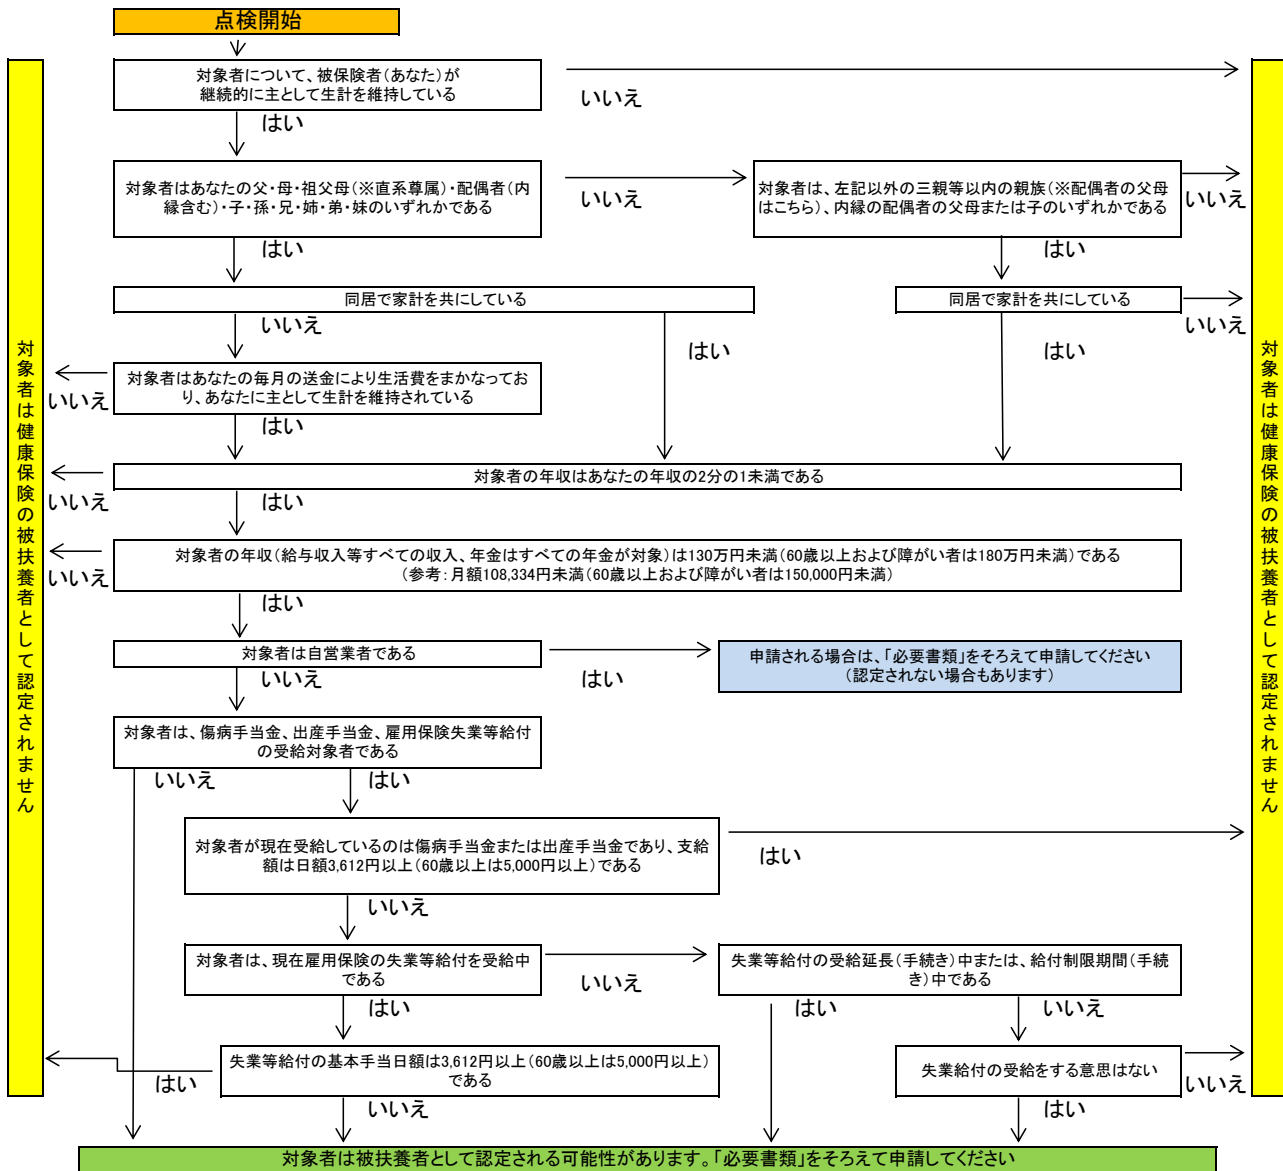 点検開始
対象者について、被保険者（あなた）が
継続的に主として生計を維持している
いいえ
はい
対象者はあなたの父・母・祖父母（※直系尊属）・配偶者（内
縁含む）・子・孫・兄・姉・弟・妹のいずれかである
いいえ
対象者は、左記以外の三親等以内の親族（※配偶者の父母
はこちら）、内縁の配偶者の父母または子のいずれかである
いいえ
はい
はい
同居で家計を共にしている
同居で家計を共にしている
いいえ
いいえ
はい
はい
対象者はあなたの毎月の送金により生活費をまかなってお
り、あなたに主として生計を維持されている
いいえ
はい
対象者の年収はあなたの年収の2分の1未満である
いいえ
はい
対象者の年収（給与収入等すべての収入、年金はすべての年金が対象）は130万円未満（60歳以上および障がい者は180万円未満）である
（参考：月額108,334円未満（60歳以上および障がい者は150,000円未満）
いいえ
はい
対象者は自営業者である
いいえ
はい
申請される場合は、「必要書類」をそろえて申請してください
（認定されない場合もあります）
対象者は、傷病手当金、出産手当金、雇用保険失業等給付
の受給対象者である
いいえ
はい
対象者が現在受給しているのは傷病手当金または出産手当金であり、支給
額は日額3,612円以上（60歳以上は5,000円以上）である
はい
いいえ
対象者は、現在雇用保険の失業等給付を受給中
である
いいえ
失業等給付の受給延長（手続き）中または、給付制限期間（手続
き）中である
はい
はい
いいえ
失業等給付の基本手当日額は3,612円以上（60歳以上は5,000円以上）
である
はい
いいえ
失業給付の受給をする意思はない
いいえ
はい
対象者は被扶養者として認定される可能性があります。「必要書類」をそろえて申請してください
対象者は健康保険の被扶養者として認定されません
対象者は健康保険の被扶養者として認定されません